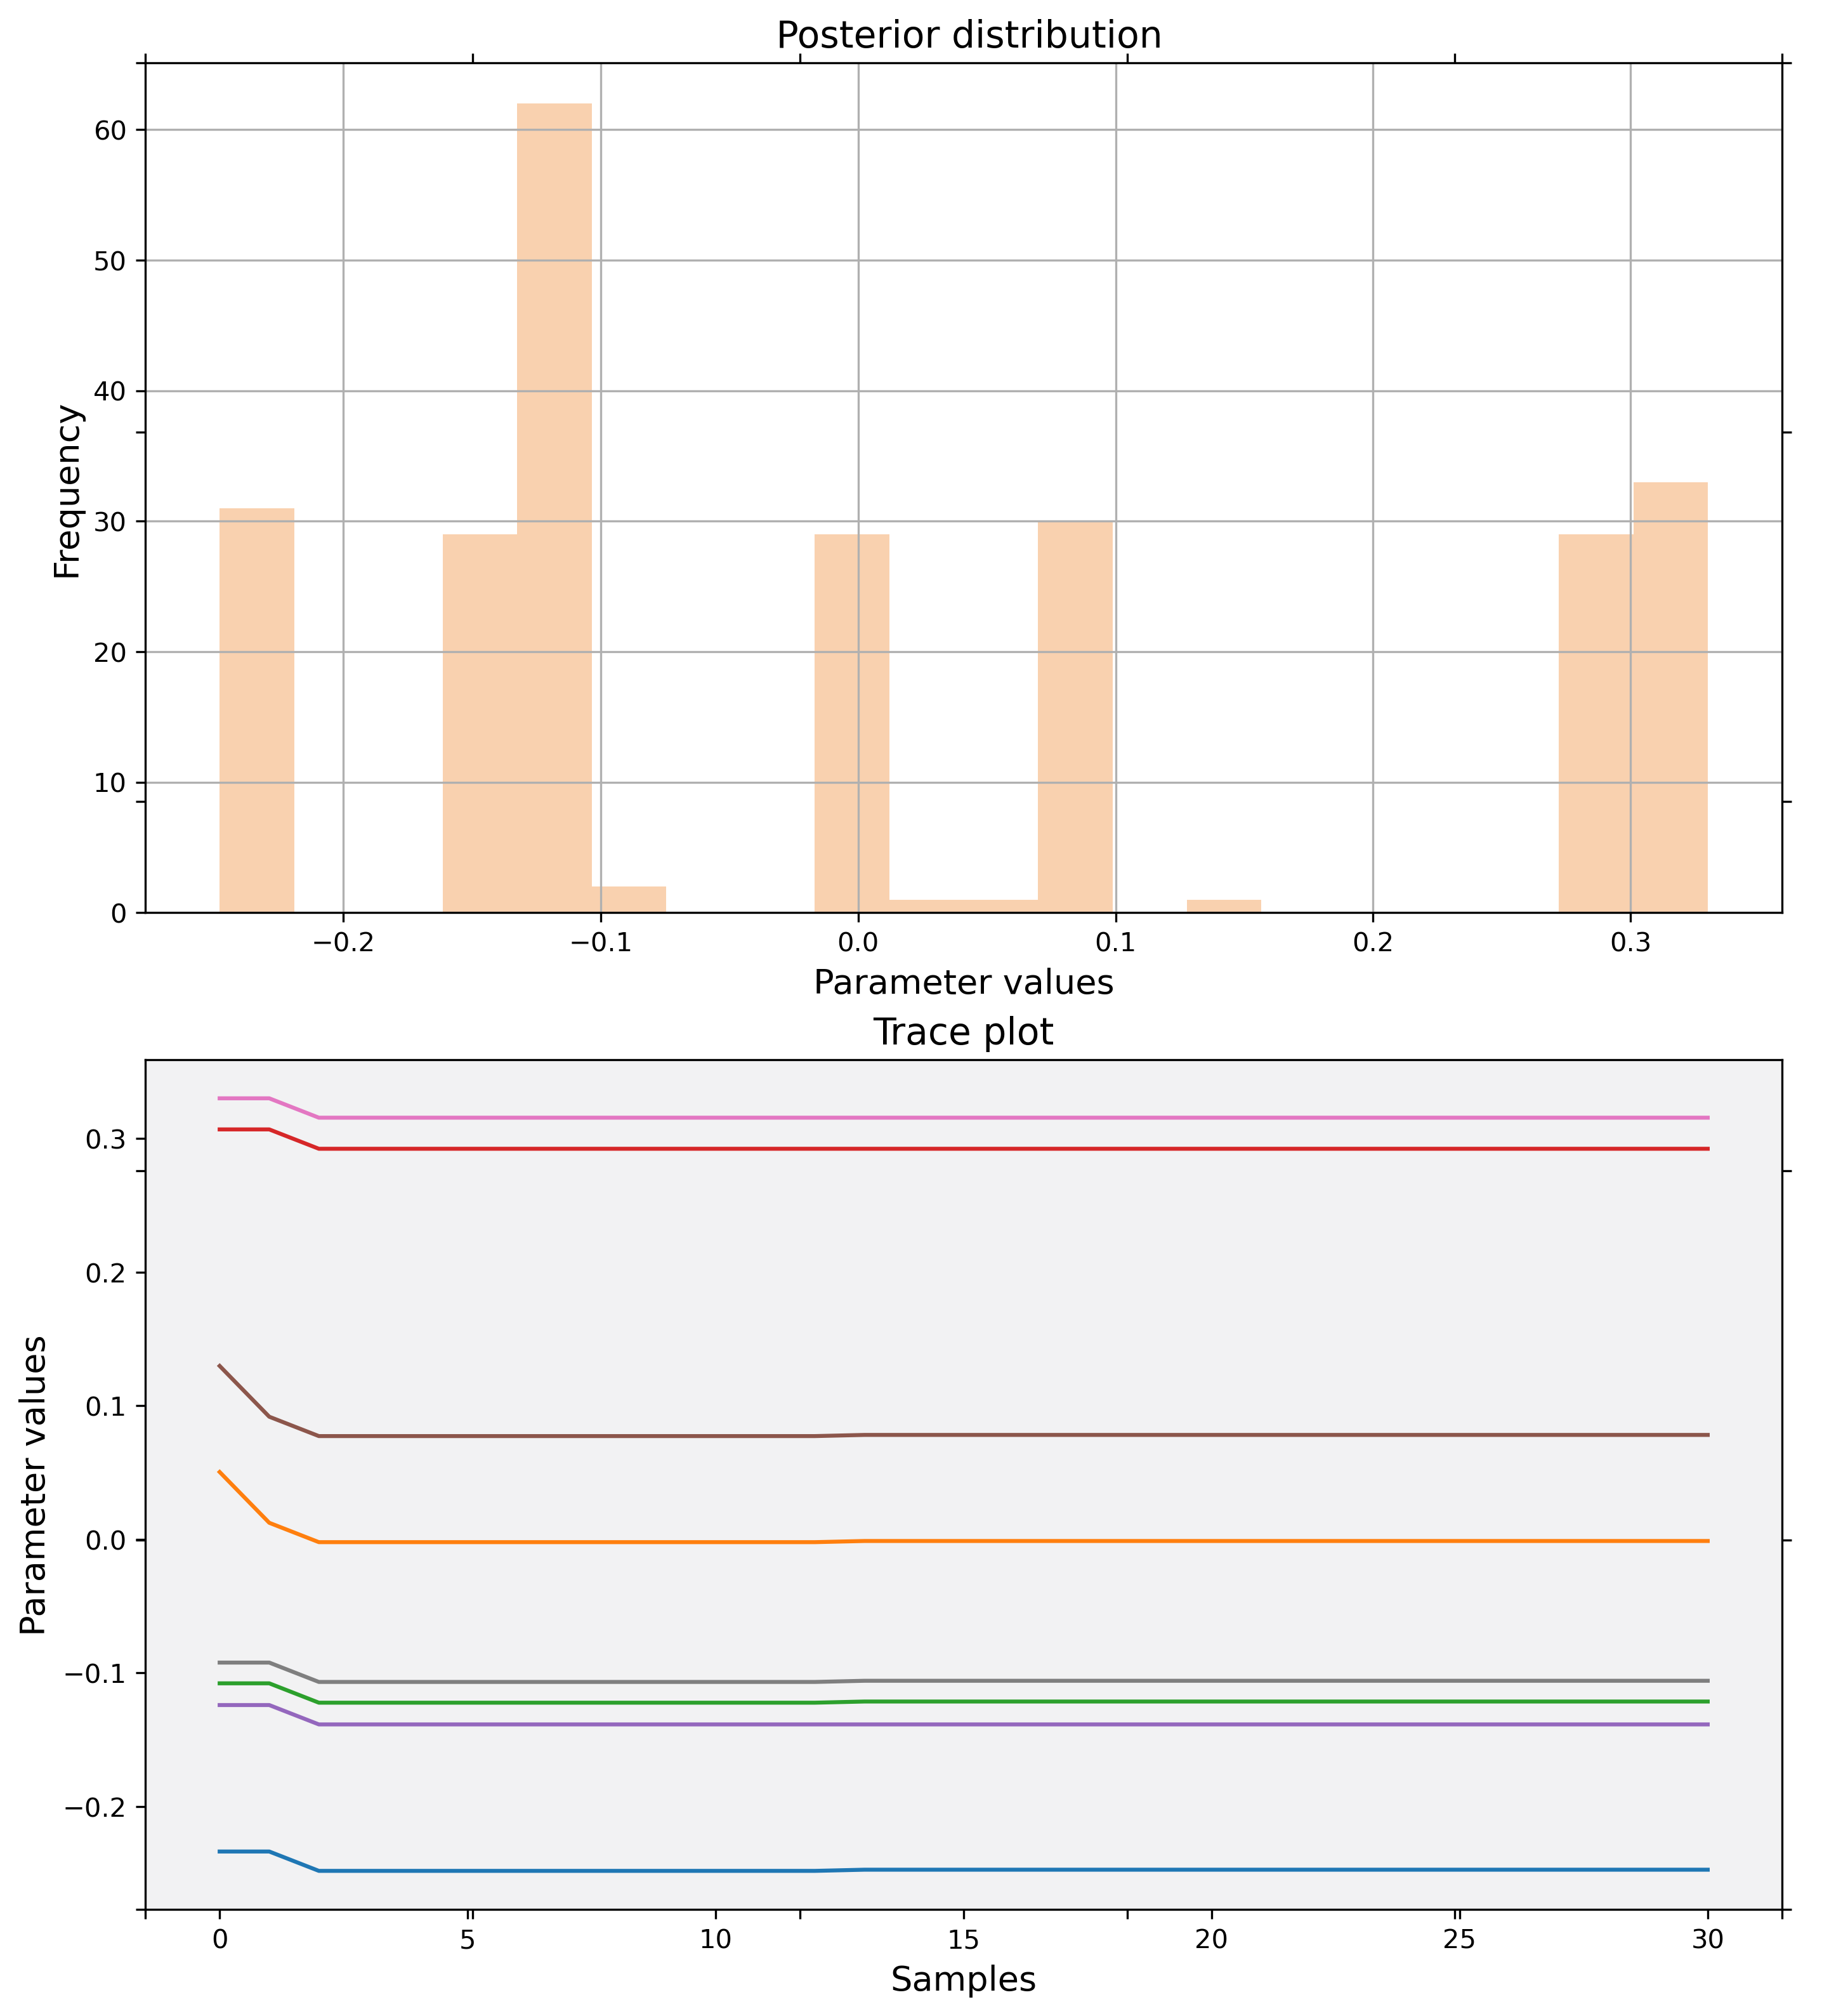 Posterior distribution
60
50
40
30
20
10
0
Frequency
−0.2 −0.1 0.0 0.1 0.2 0.3
Parameter values
Trace plot
0.3
0.2
0.1
0.0
−0.1
−0.2
Parameter values
0 5 10 15 20 25 30
Samples